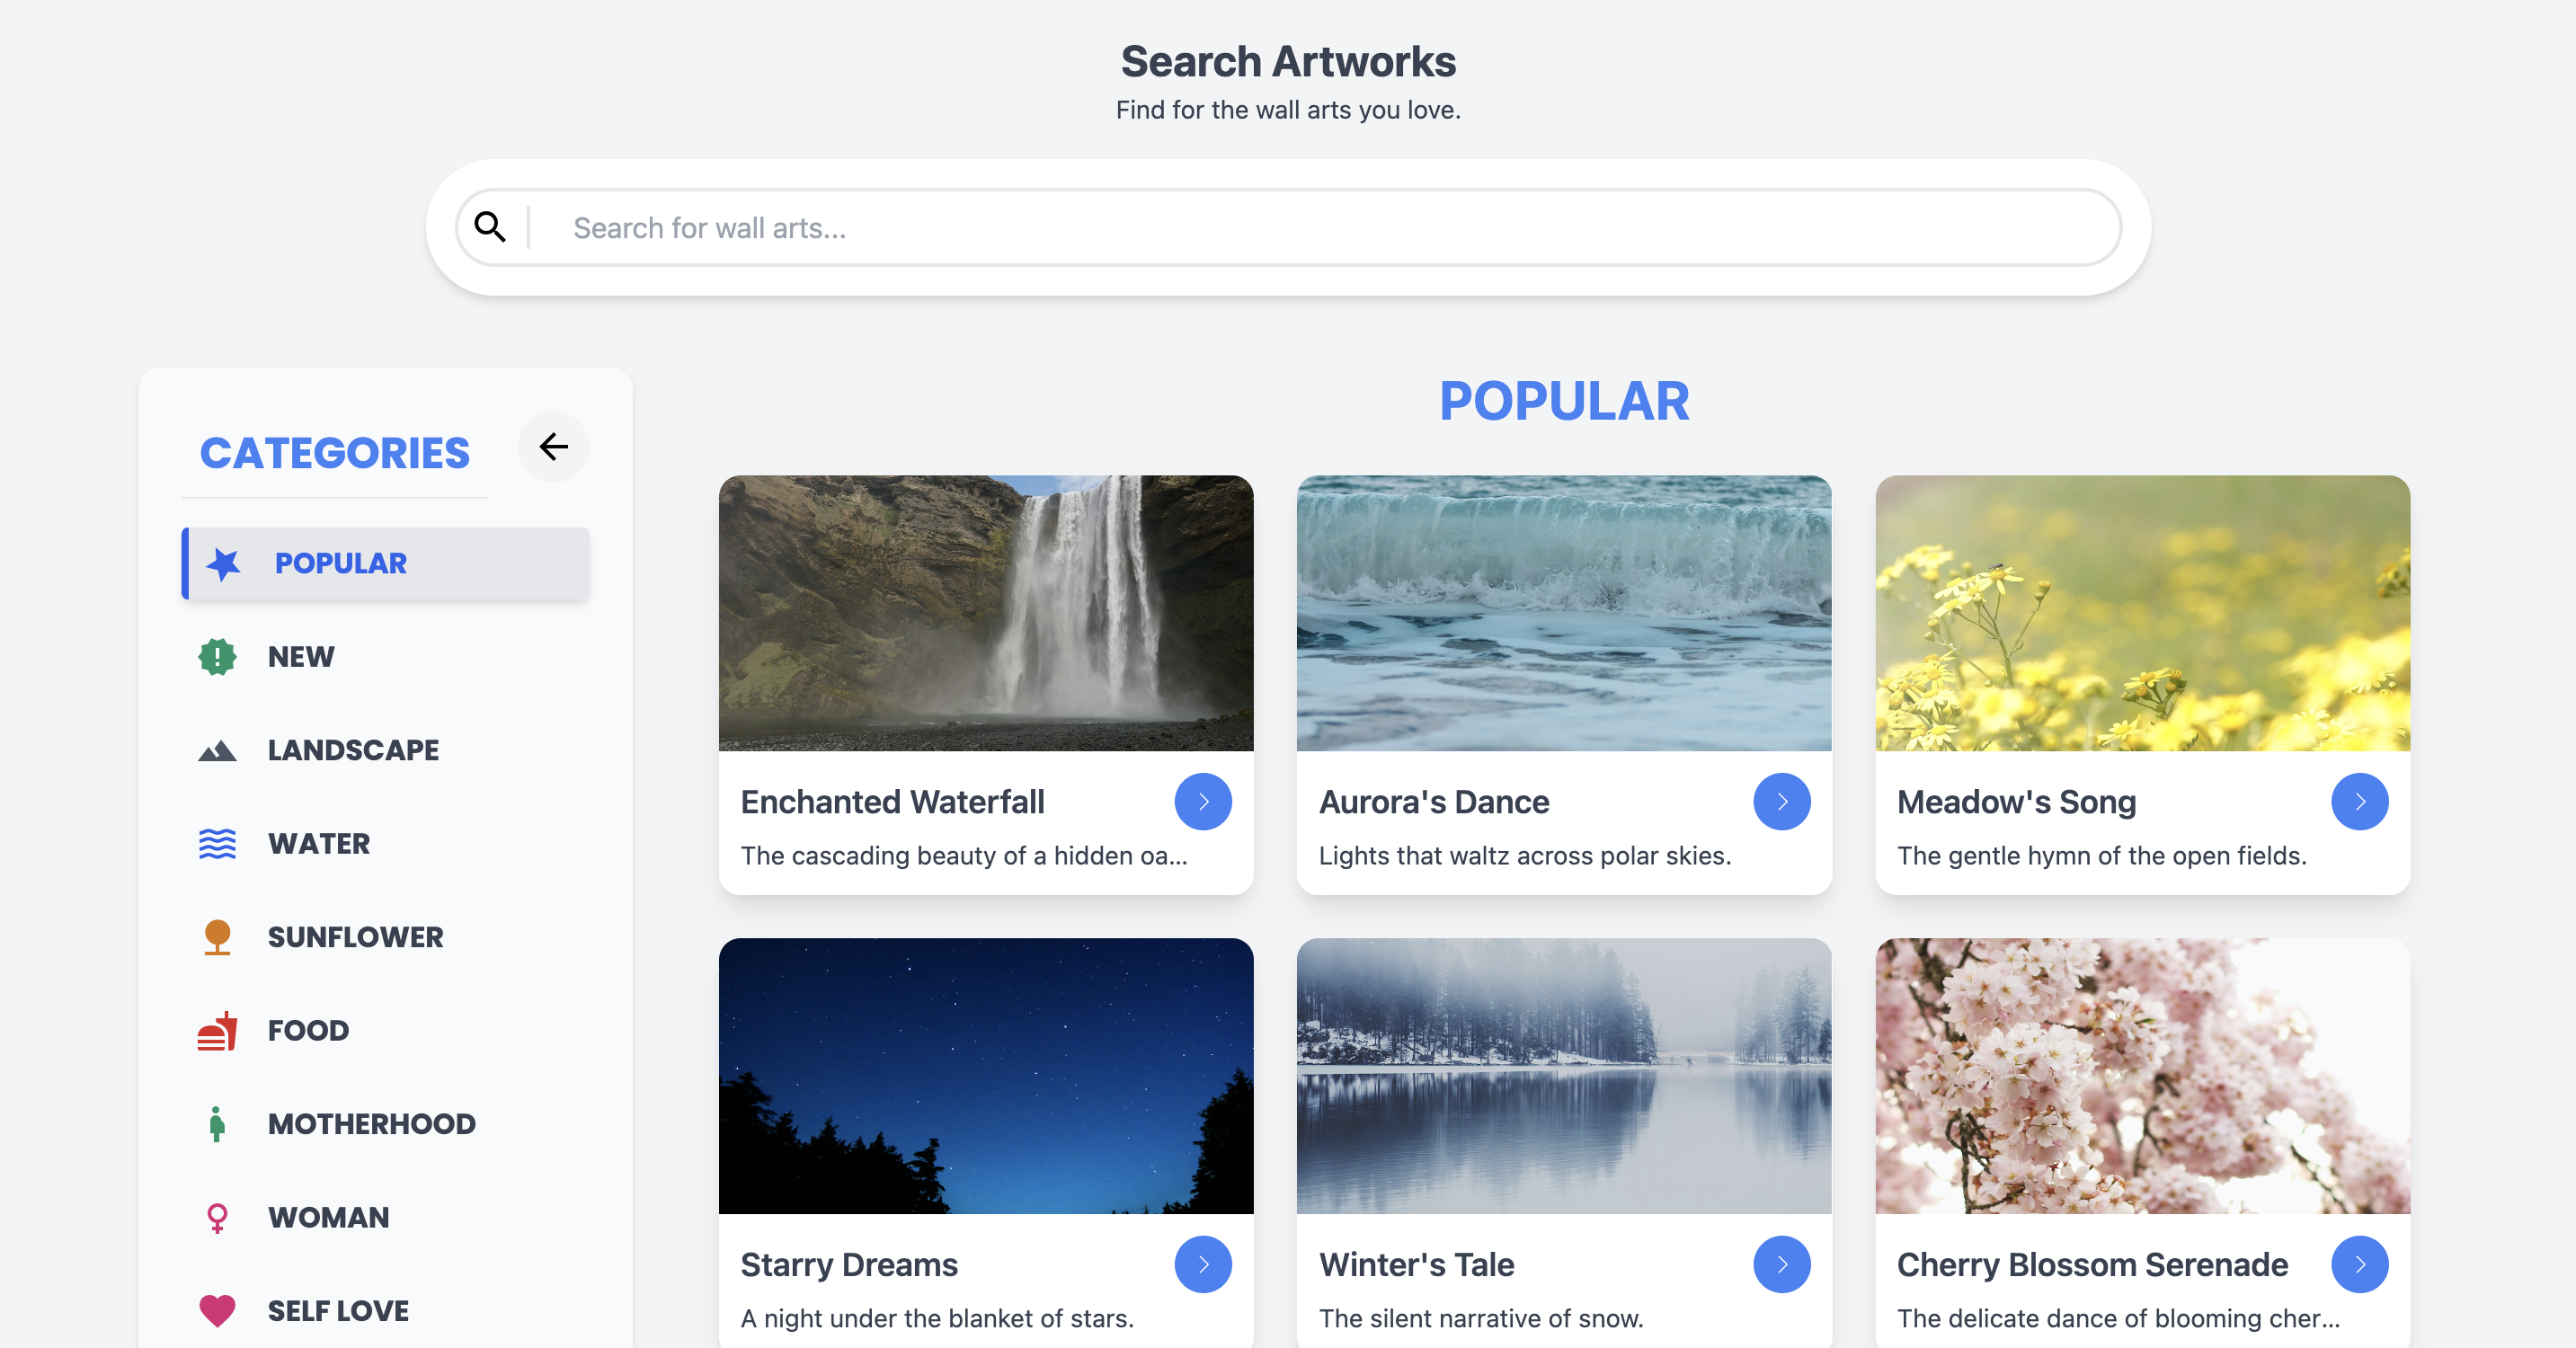 Search Artworks
Find for the wall arts you love.
Search for wall arts...
CATEGORIES
POPULAR
NEW
LANDSCAPE
WATER
SUNFLOWER
FOOD
MOTHERHOOD
WOMAN
SELF LOVE
POPULAR
Enchanted Waterfall
The cascading beauty of a hidden oa...
Aurora's Dance
Lights that waltz across polar skies.
Meadow's Song
The gentle hymn of the open fields.
Starry Dreams
A night under the blanket of stars.
Winter's Tale
The silent narrative of snow.
Cherry Blossom Serenade
The delicate dance of blooming cher...